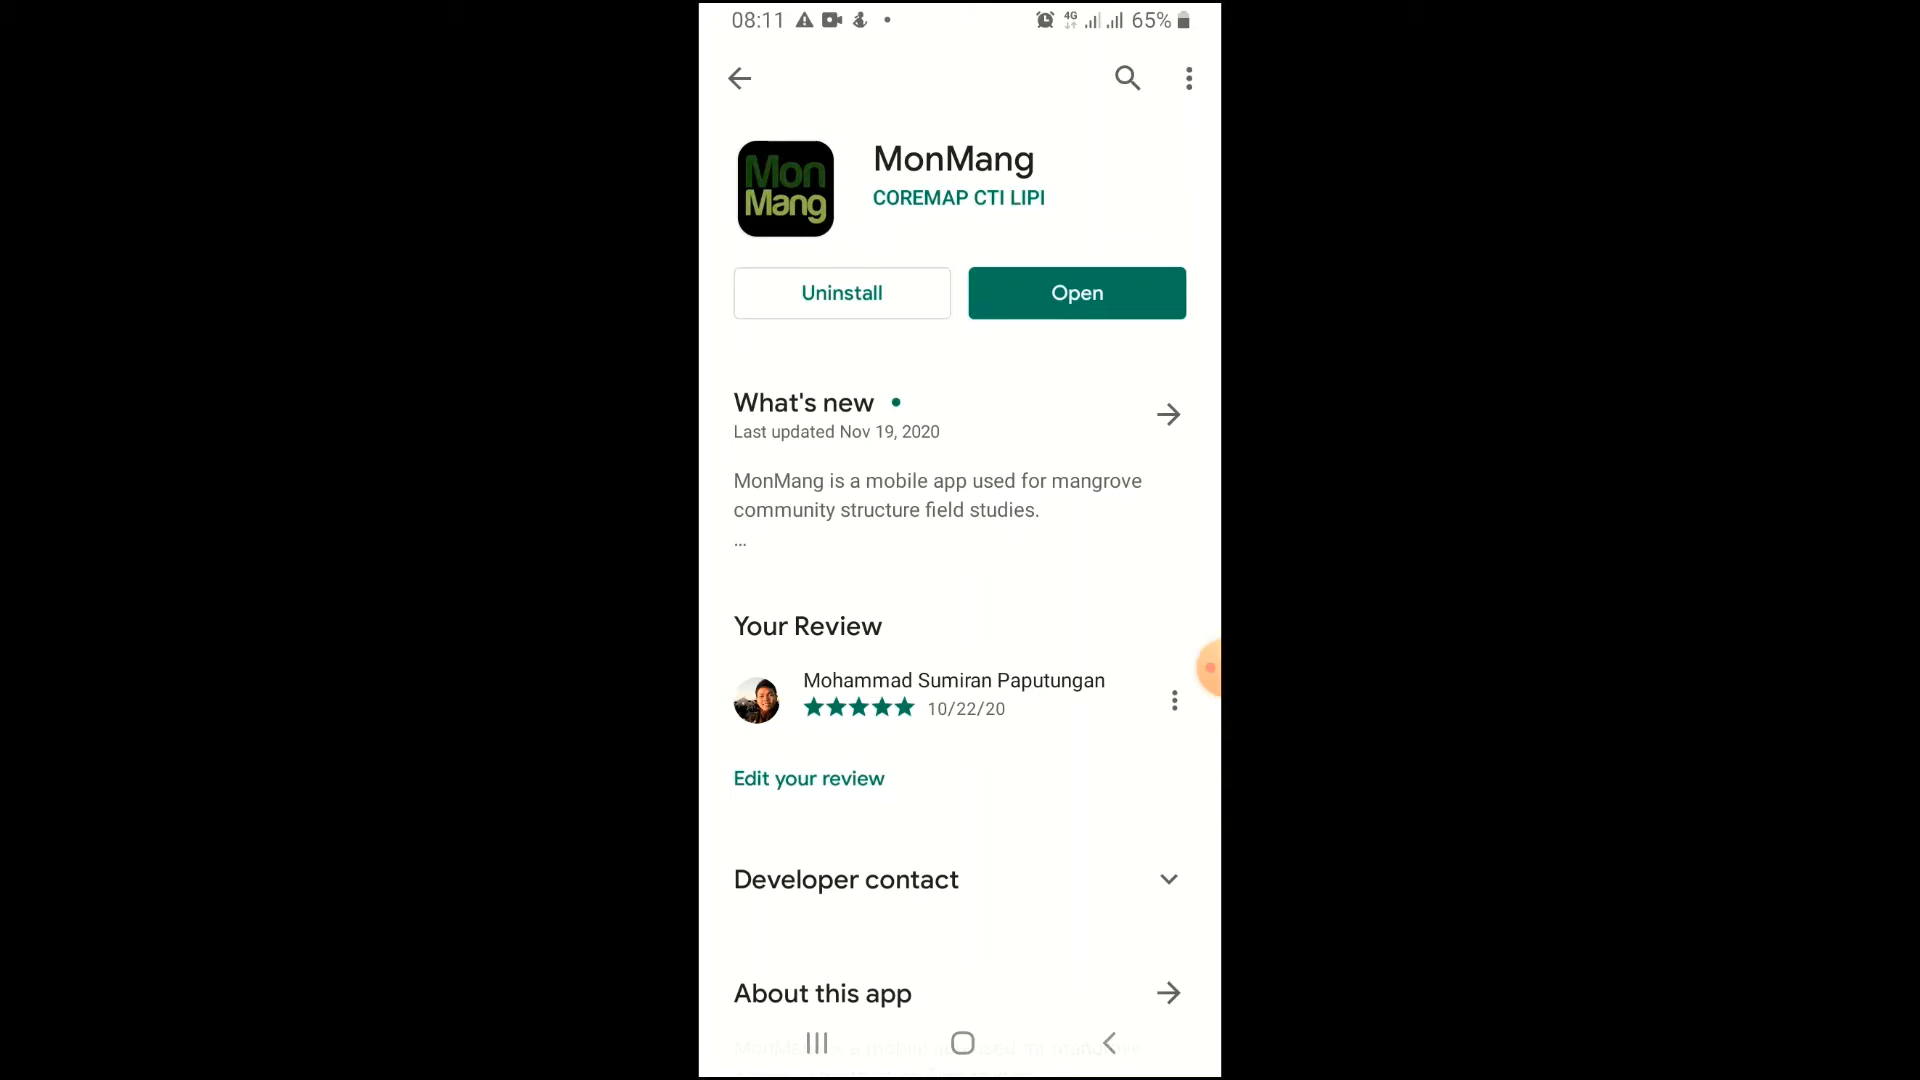 08:11
4G
65%
Mon
Mang
MonMang
COREMAP CTI LIPI
Uninstall
Open
What's new
Last updated Nov 19, 2020
MonMang is a mobile app used for mangrove
community structure field studies.
...
Your Review
Mohammad Sumiran Paputungan
10/22/20
Edit your review
Developer contact
About this app